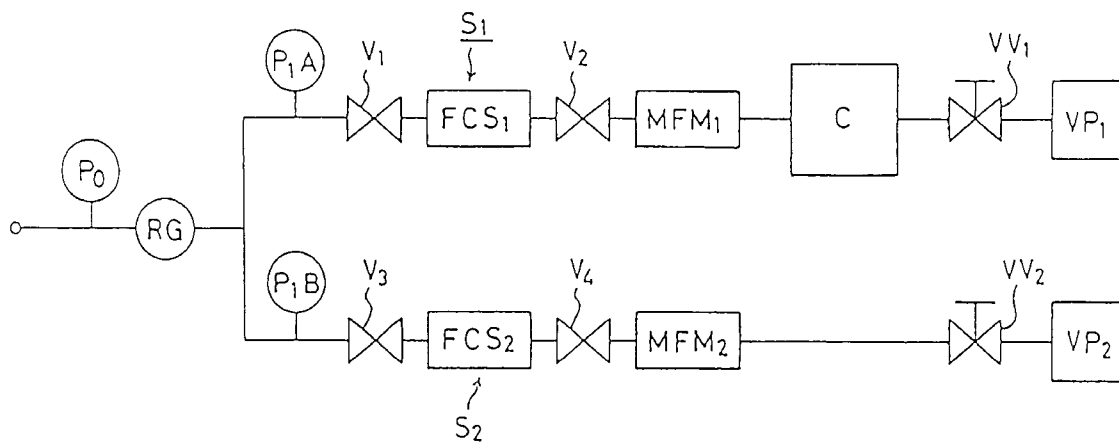 S₁
P₁A
V₁
V₂
VV₁
FCS₁
MFM₁
C
VP₁
P₀
RG
P₁B
V₃
V₄
VV₂
FCS₂
MFM₂
VP₂
S₂